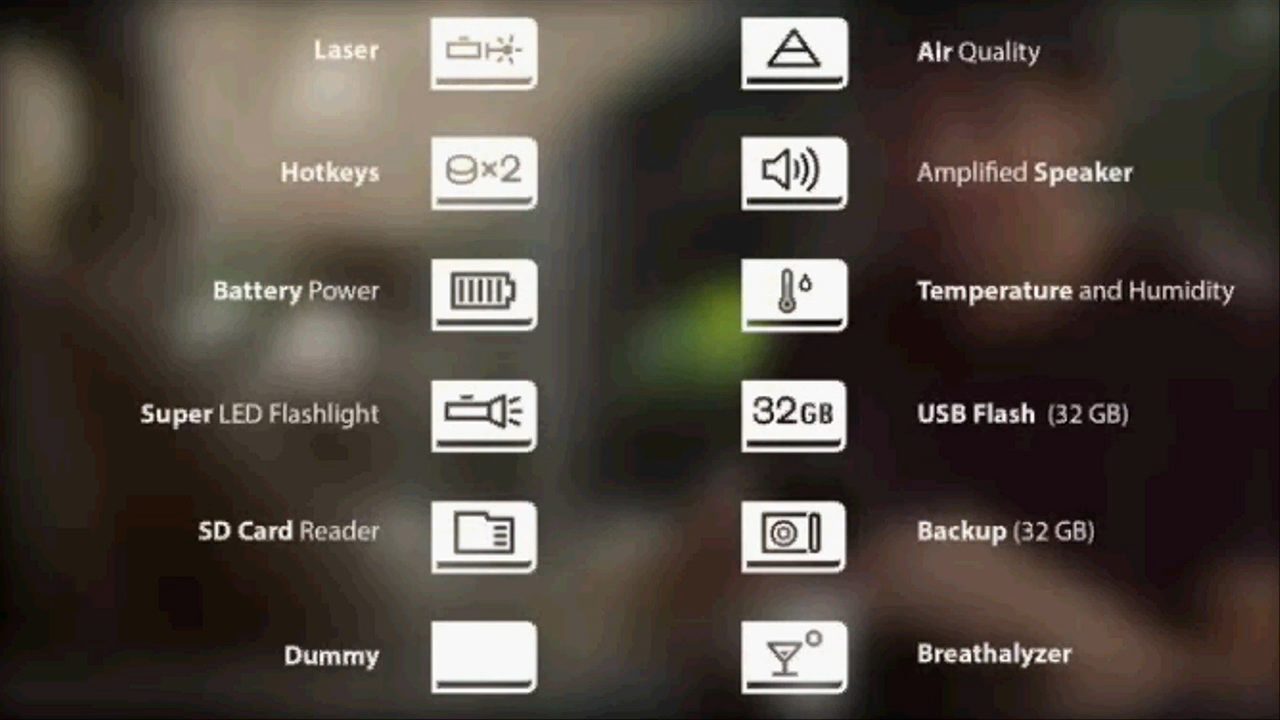 Laser
Air Quality
Hotkeys
×2
Amplified Speaker
Battery Power
Temperature and Humidity
Super LED Flashlight
32GB
USB Flash (32 GB)
SD Card Reader
Backup (32 GB)
Dummy
Breathalyzer